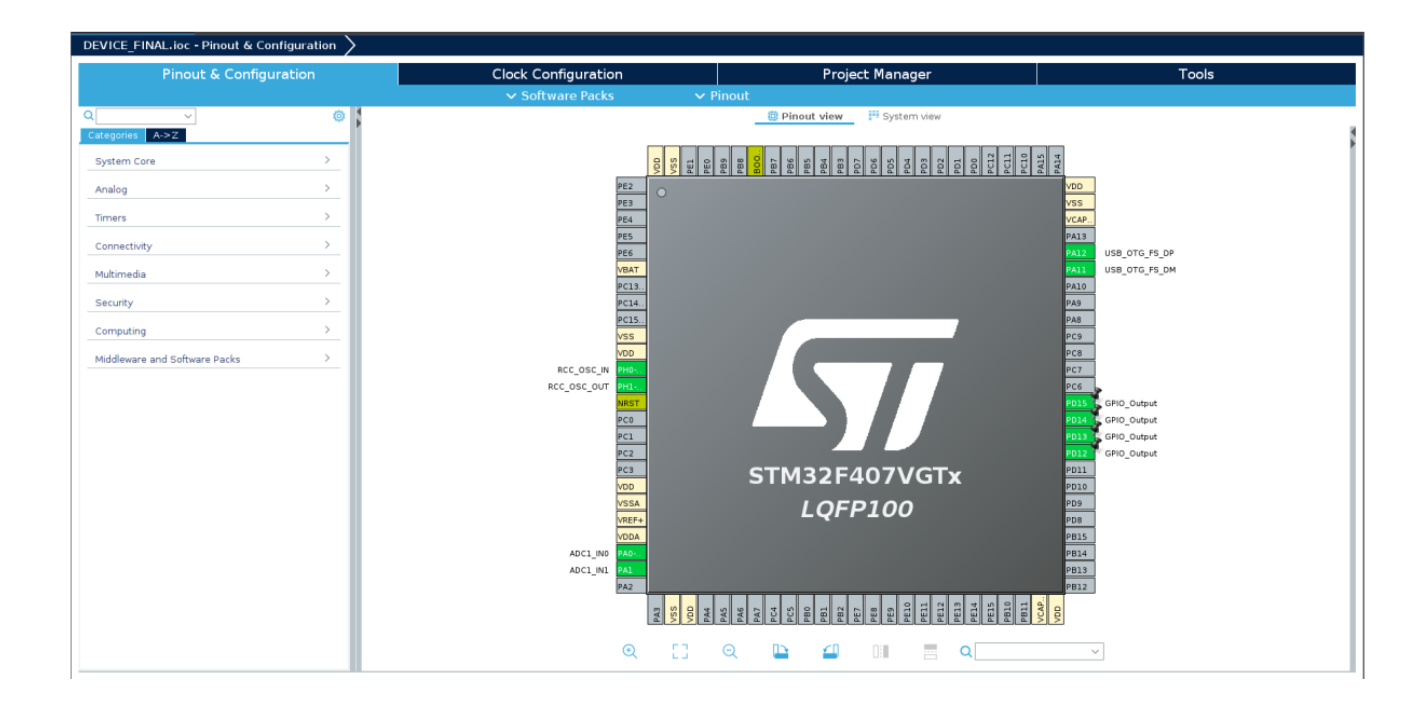 DEVICE_FINAL.ioc - Pinout & Configuration
Pinout & Configuration
Clock Configuration
Project Manager
Tools
Software Packs
Pinout
Pinout view
System view
Categories
A->Z
System Core
Analog
Timers
Connectivity
Multimedia
Security
Computing
Middleware and Software Packs
VDD
VSS
PE1
PE0
PB9
PB8
BOO..
PB7
PB6
PB5
PB4
PB3
PD7
PD6
PD5
PD4
PD3
PD2
PD1
PD0
PC12
PC11
PC10
PA15
PA14
PE2
PE3
PE4
PE5
PE6
VBAT
PC13..
PC14..
PC15..
VSS
VDD
RCC_OSC_IN PH0-..
RCC_OSC_OUT PH1-..
NRST
PC0
PC1
PC2
PC3
VDD
VSSA
VREF+
VDDA
ADC1_IN0 PA0-..
ADC1_IN1 PA1
PA2
STM32F407VGTx
LQFP100
VDD
VSS
VCAP..
PA13
PA12 USB_OTG_FS_DP
PA11 USB_OTG_FS_DM
PA10
PA9
PA8
PC9
PC8
PC7
PC6
PD15 GPIO_Output
PD14 GPIO_Output
PD13 GPIO_Output
PD12 GPIO_Output
PD11
PD10
PD9
PD8
PB15
PB14
PB13
PB12
PA3
VSS
VDD
PA4
PA5
PA6
PA7
PC4
PC5
PB0
PB1
PB2
PE7
PE8
PE9
PE10
PE11
PE12
PE13
PE14
PE15
PB10
PB11
VCAP..
VDD